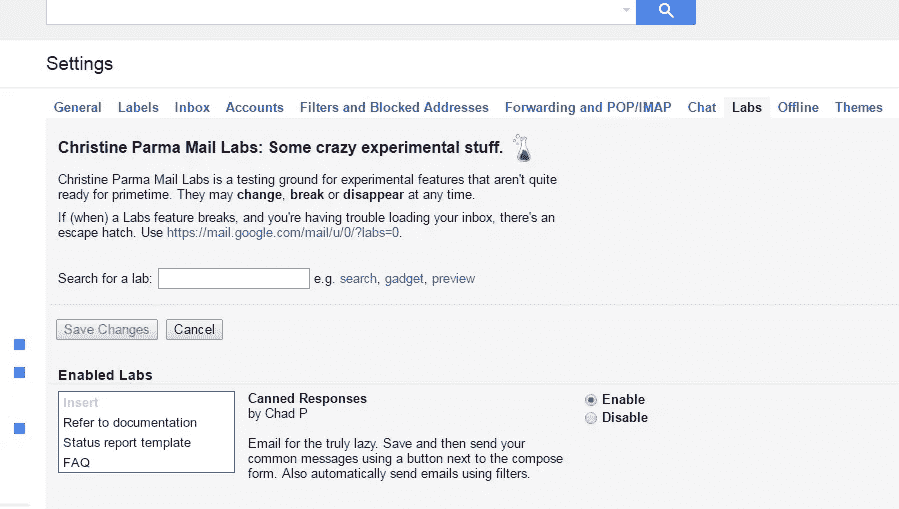 Settings
General Labels Inbox Accounts Filters and Blocked Addresses Forwarding and POP/IMAP Chat Labs Offline Themes
Christine Parma Mail Labs: Some crazy experimental stuff.
Christine Parma Mail Labs is a testing ground for experimental features that aren't quite
ready for primetime. They may change, break or disappear at any time.
If (when) a Labs feature breaks, and you're having trouble loading your inbox, there's an
escape hatch. Use https://mail.google.com/mail/u/0/?labs=0.
Search for a lab: e.g. search, gadget, preview
Save Changes Cancel
Enabled Labs
Insert
Refer to documentation
Status report template
FAQ
Canned Responses
by Chad P
Email for the truly lazy. Save and then send your
common messages using a button next to the compose
form. Also automatically send emails using filters.
Enable
Disable